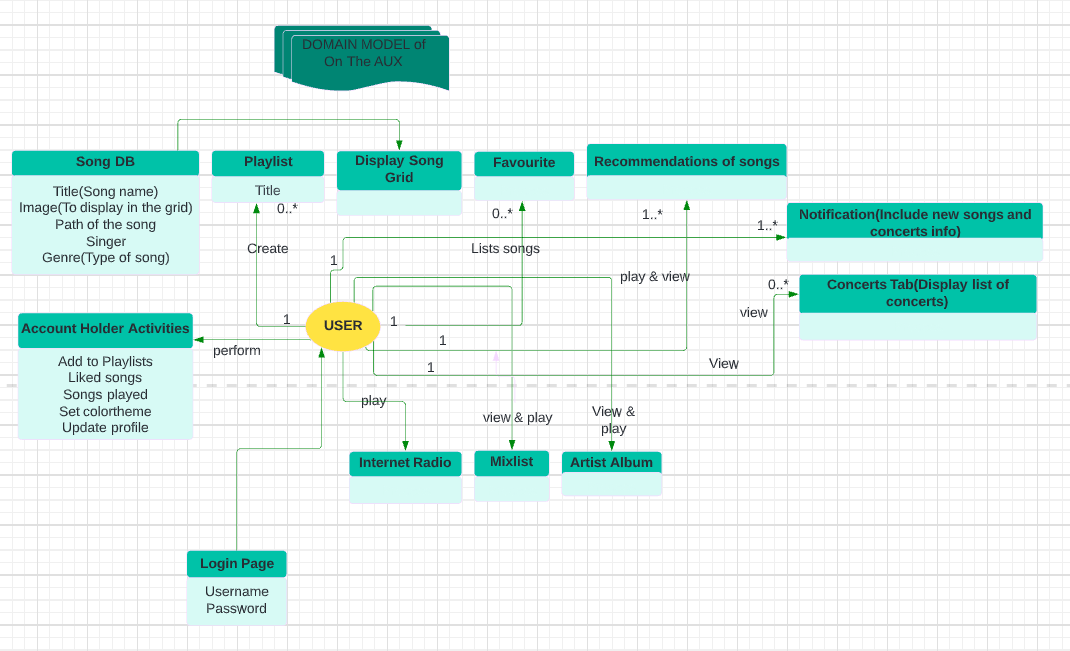 DOMAIN MODEL of
On The AUX
Song DB
Title(Song name)
Image(To display in the grid)
Path of the song
Singer
Genre(Type of song)
Playlist
Title
Display Song
Grid
Favourite
Recommendations of songs
Notification(Include new songs and
concerts info)
Concerts Tab(Display list of
concerts)
0..*
0..*
1..*
1..*
0..*
Create
Lists songs
1
play & view
view
1
USER
1
1
1
View
Account Holder Activities
Add to Playlists
Liked songs
Songs played
Set colortheme
Update profile
perform
play
view & play
View &
play
Internet Radio
Mixlist
Artist Album
Login Page
Username
Password